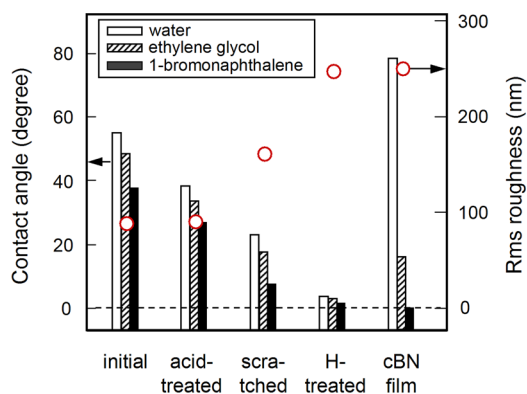 water
ethylene glycol
1-bromonaphthalene
Contact angle (degree)
80
60
40
20
0
300
200
100
0
Rms roughness (nm)
initial
acid-
treated
scra-
tched
H-
treated
cBN
film